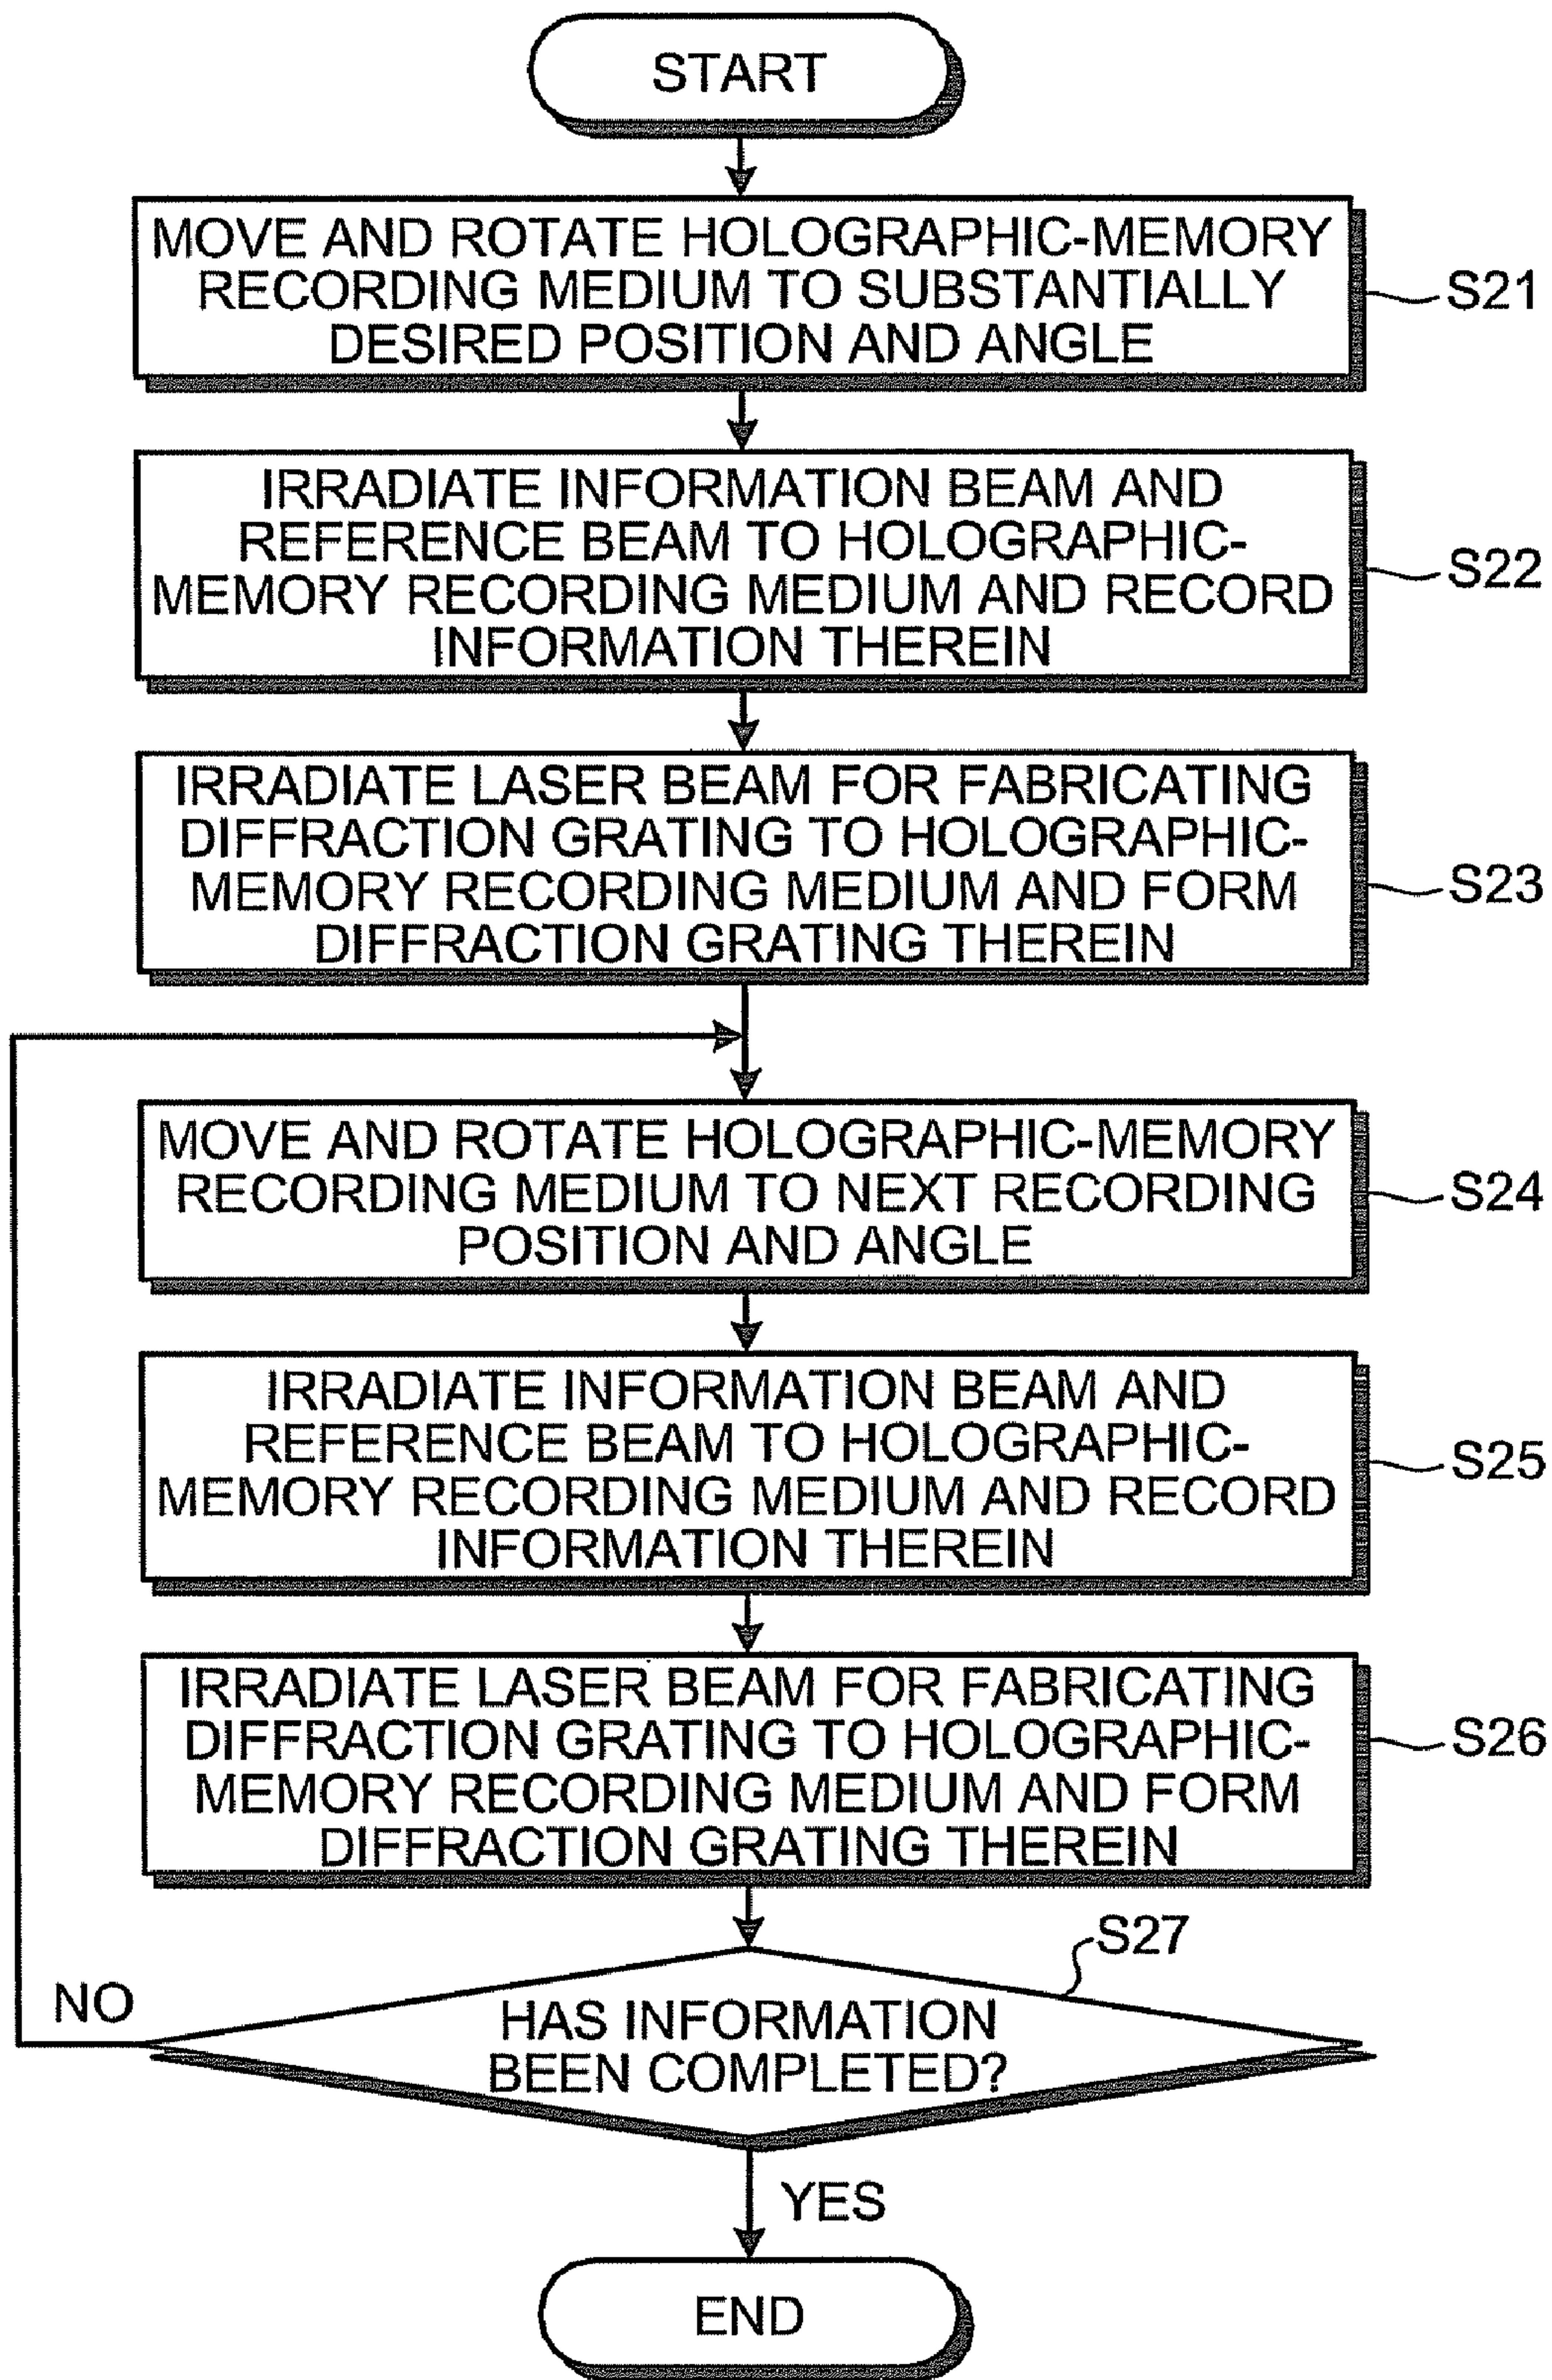 START
MOVE AND ROTATE HOLOGRAPHIC-MEMORY
RECORDING MEDIUM TO SUBSTANTIALLY
DESIRED POSITION AND ANGLE
S21
IRRADIATE INFORMATION BEAM AND
REFERENCE BEAM TO HOLOGRAPHIC-
MEMORY RECORDING MEDIUM AND RECORD
INFORMATION THEREIN
S22
IRRADIATE LASER BEAM FOR FABRICATING
DIFFRACTION GRATING TO HOLOGRAPHIC-
MEMORY RECORDING MEDIUM AND FORM
DIFFRACTION GRATING THEREIN
S23
MOVE AND ROTATE HOLOGRAPHIC-MEMORY
RECORDING MEDIUM TO NEXT RECORDING
POSITION AND ANGLE
S24
IRRADIATE INFORMATION BEAM AND
REFERENCE BEAM TO HOLOGRAPHIC-
MEMORY RECORDING MEDIUM AND RECORD
INFORMATION THEREIN
S25
IRRADIATE LASER BEAM FOR FABRICATING
DIFFRACTION GRATING TO HOLOGRAPHIC-
MEMORY RECORDING MEDIUM AND FORM
DIFFRACTION GRATING THEREIN
S26
S27
NO
HAS INFORMATION
BEEN COMPLETED?
YES
END